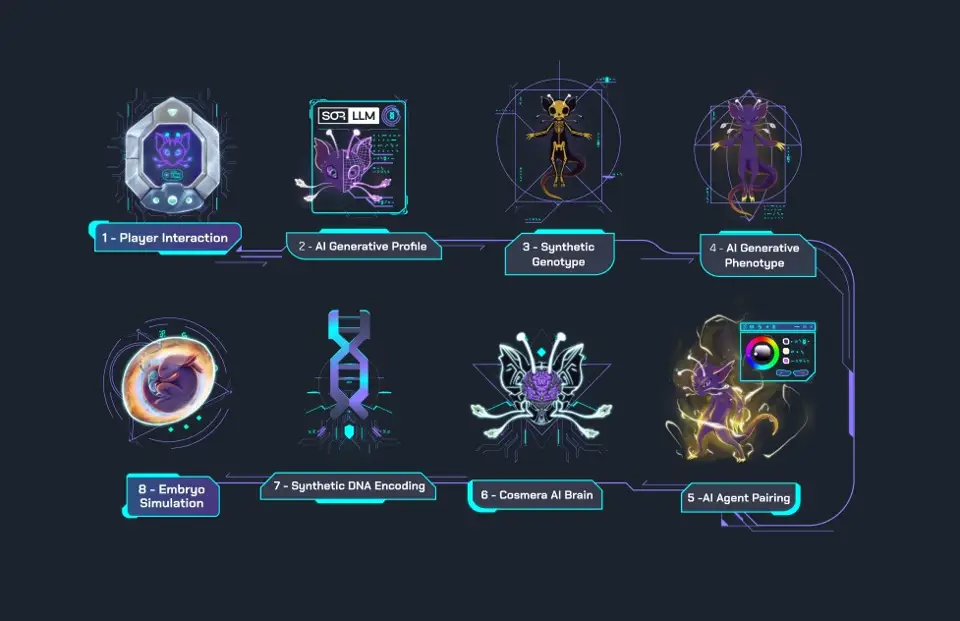 SOR LLM
1 - Player Interaction
2 - AI Generative Profile
3 - Synthetic
Genotype
4 - AI Generative
Phenotype
8 - Embryo
Simulation
7 - Synthetic DNA Encoding
6 - Cosmera AI Brain
5 -AI Agent Pairing